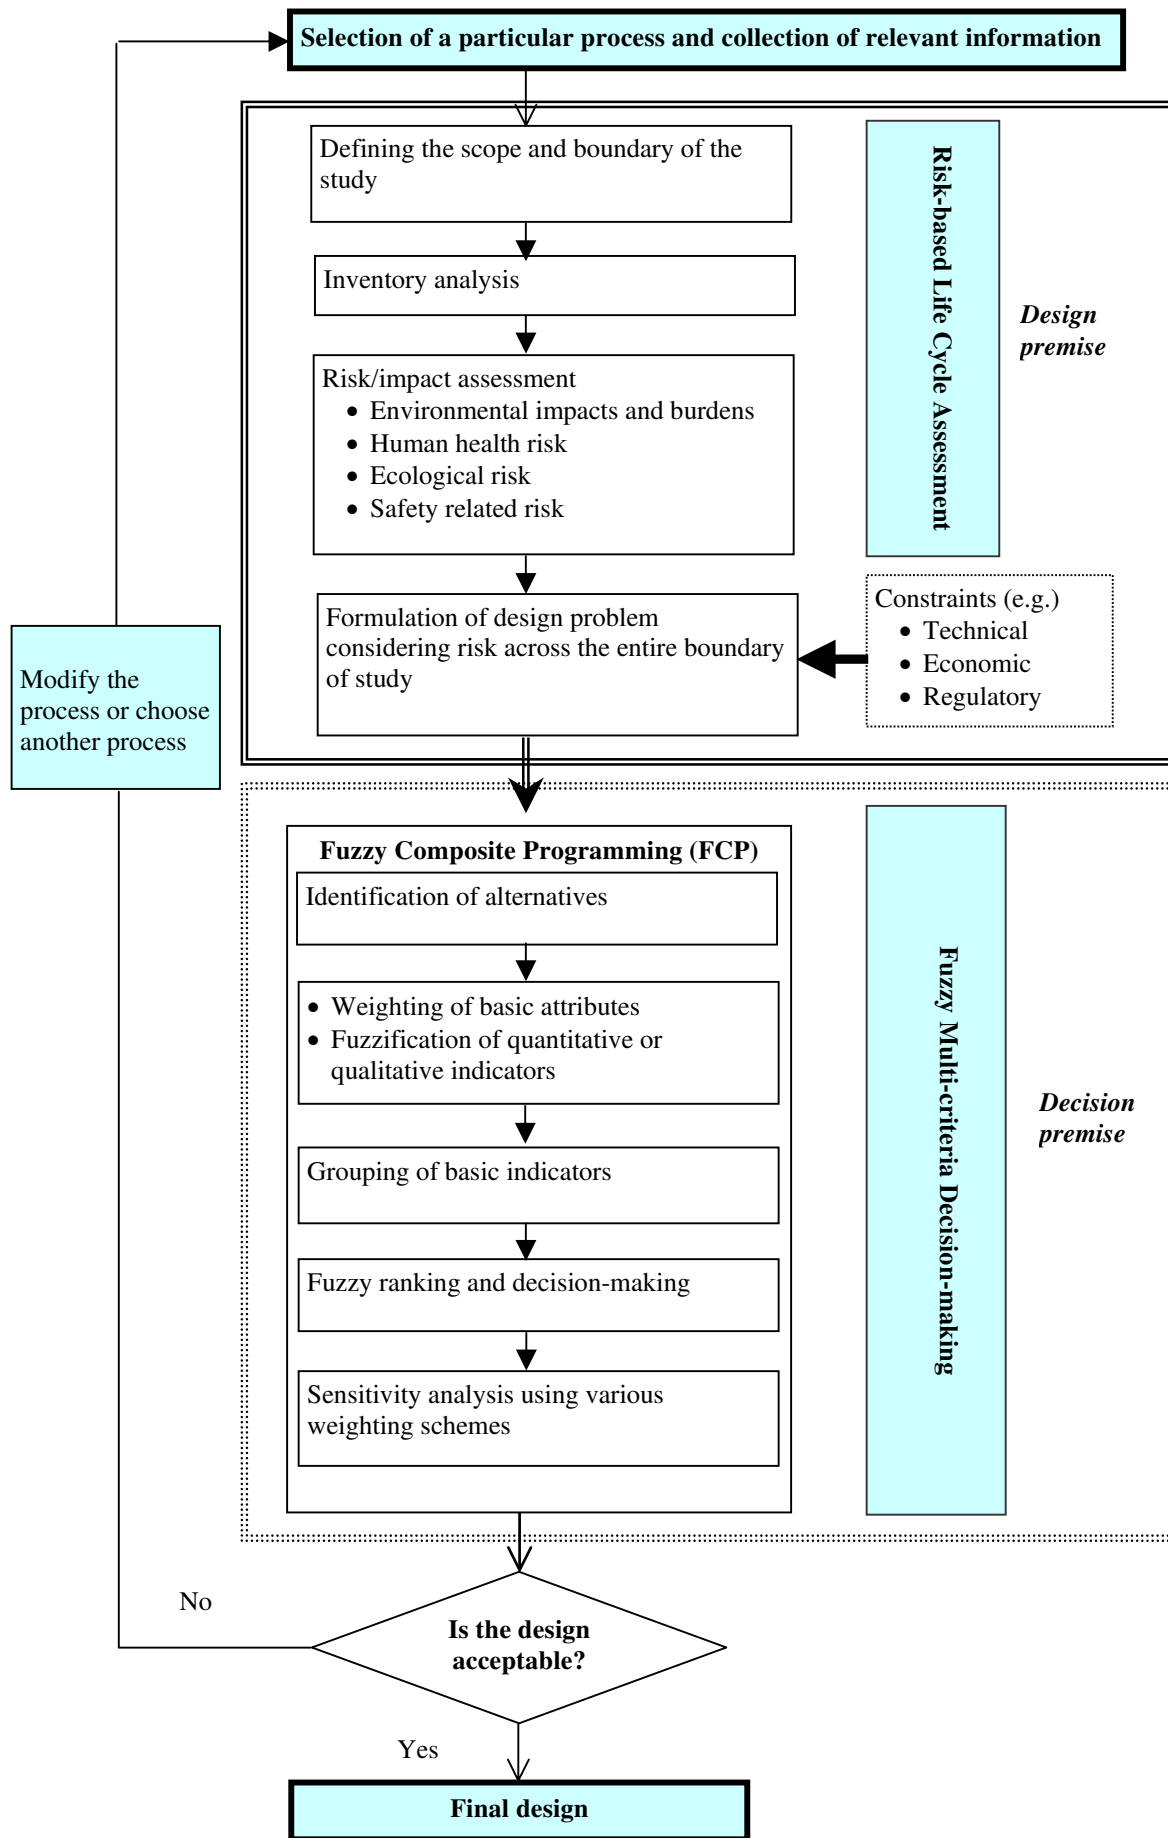 Selection of a particular process and collection of relevant information
Defining the scope and boundary of the
study
Inventory analysis
Risk/impact assessment
• Environmental impacts and burdens
• Human health risk
• Ecological risk
• Safety related risk
Formulation of design problem
considering risk across the entire boundary
of study
Risk-based Life Cycle Assessment
Design
premise
Constraints (e.g.)
• Technical
• Economic
• Regulatory
Modify the
process or choose
another process
Fuzzy Composite Programming (FCP)
Identification of alternatives
• Weighting of basic attributes
• Fuzzification of quantitative or
qualitative indicators
Grouping of basic indicators
Fuzzy ranking and decision-making
Sensitivity analysis using various
weighting schemes
Fuzzy Multi-criteria Decision-making
Decision
premise
No
Is the design
acceptable?
Yes
Final design